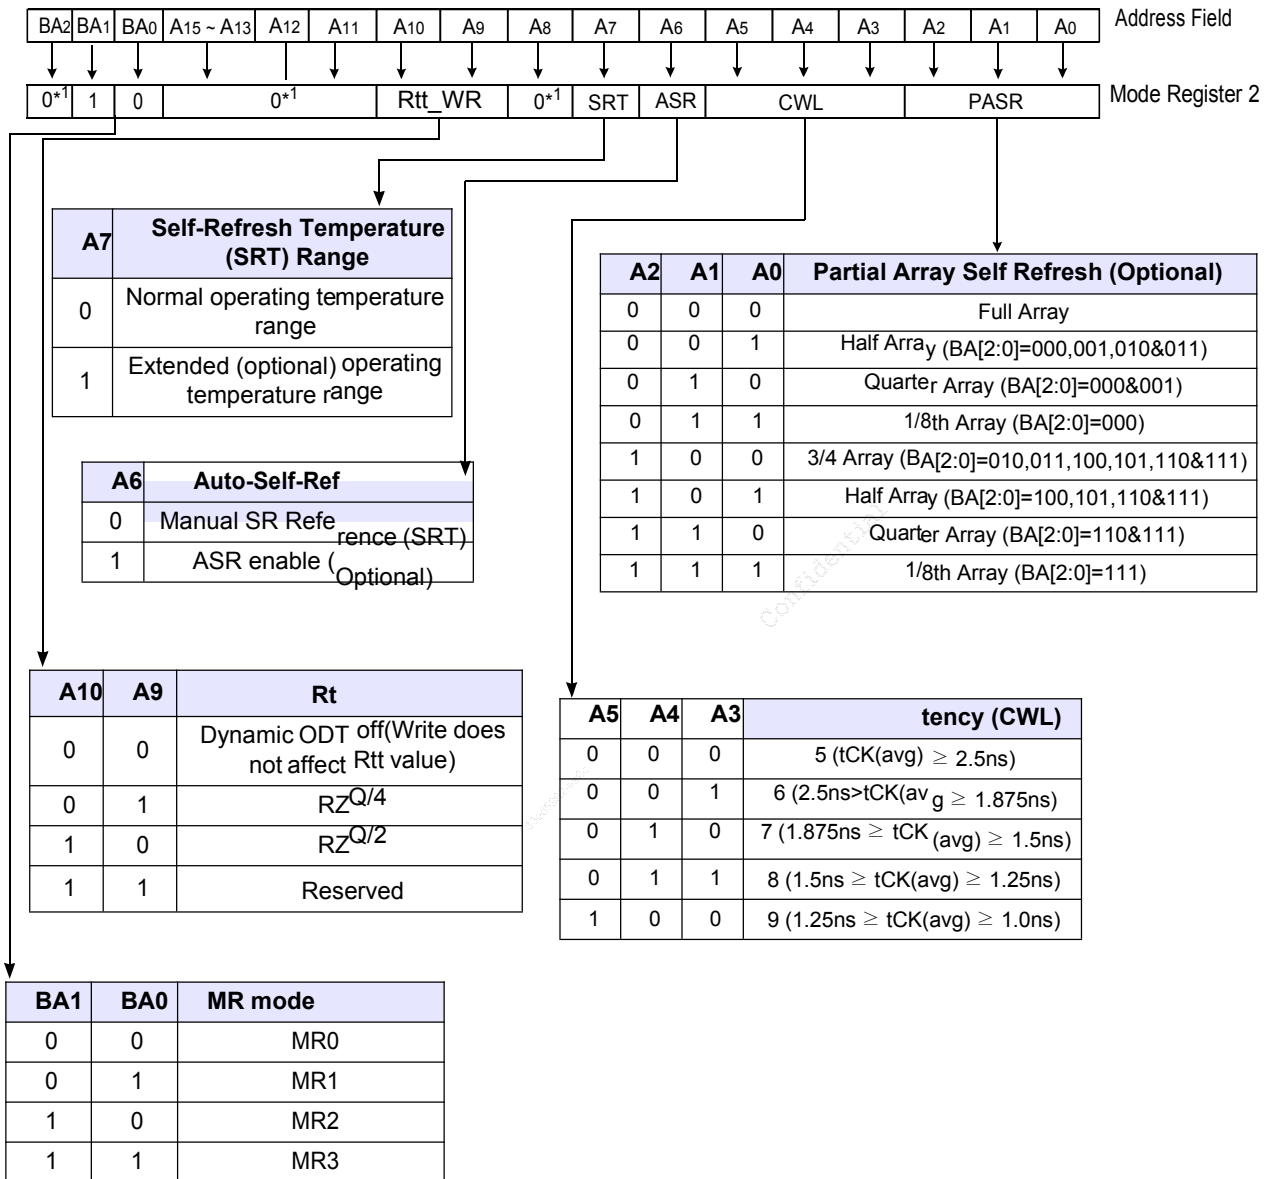 BA2 BA1 BA0 A15 ~ A13 A12 A11 A10 A9 A8 A7 A6 A5 A4 A3 A2 A1 A0 Address Field
0*1 1 0 0*1 Rtt_WR 0*1 SRT ASR CWL PASR Mode Register 2
A7 Self-Refresh Temperature
(SRT) Range
0 Normal operating temperature
range
1 Extended (optional) operating
temperature range
A2 A1 A0 Partial Array Self Refresh (Optional)
0 0 0 Full Array
0 0 1 Half Array (BA[2:0]=000,001,010&011)
0 1 0 Quarter Array (BA[2:0]=000&001)
0 1 1 1/8th Array (BA[2:0]=000)
1 0 0 3/4 Array (BA[2:0]=010,011,100,101,110&111)
1 0 1 Half Array (BA[2:0]=100,101,110&111)
1 1 0 Quarter Array (BA[2:0]=110&111)
1 1 1 1/8th Array (BA[2:0]=111)
A6 Auto-Self-Ref
0 Manual SR Reference (SRT)
1 ASR enable (Optional)
Confidential
A10 A9 Rt
0 0 Dynamic ODT off(Write does
not affect Rtt value)
0 1 RZQ/4
1 0 RZQ/2
1 1 Reserved
A5 A4 A3 tency (CWL)
0 0 0 5 (tCK(avg) ≥ 2.5ns)
0 0 1 6 (2.5ns>tCK(avg ≥ 1.875ns)
0 1 0 7 (1.875ns ≥ tCK(avg) ≥ 1.5ns)
0 1 1 8 (1.5ns ≥ tCK(avg) ≥ 1.25ns)
1 0 0 9 (1.25ns ≥ tCK(avg) ≥ 1.0ns)
BA1 BA0 MR mode
0 0 MR0
0 1 MR1
1 0 MR2
1 1 MR3